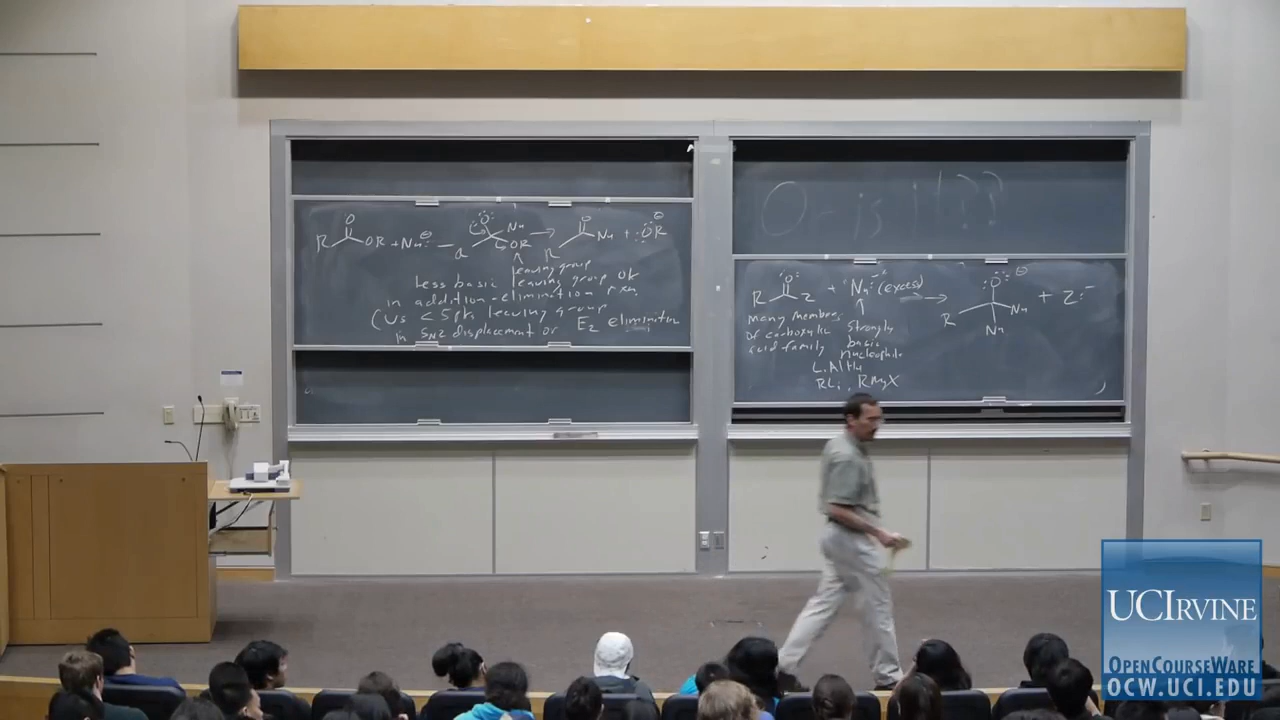 O
R OR + Nu:⊖ → R :Ö:⊖ Nu OR → R O Nu + :ÖR⊖
leaving group
Less basic leaving group OK
in addition-elimination rxn
(vs < 5pKa leaving group
in SN2 displacement or E2 elimination
O - is !!??
:O:
R Z + Nu:⁻ (excess) → R :O:⊖ Nu Nu + Z:⁻
many members
of carboxylic
acid family
Strongly
basic
nucleophile
LiAlH4
RLi, RMgX
UCIRVINE
OPENCOURSEWARE
OCW.UCI.EDU